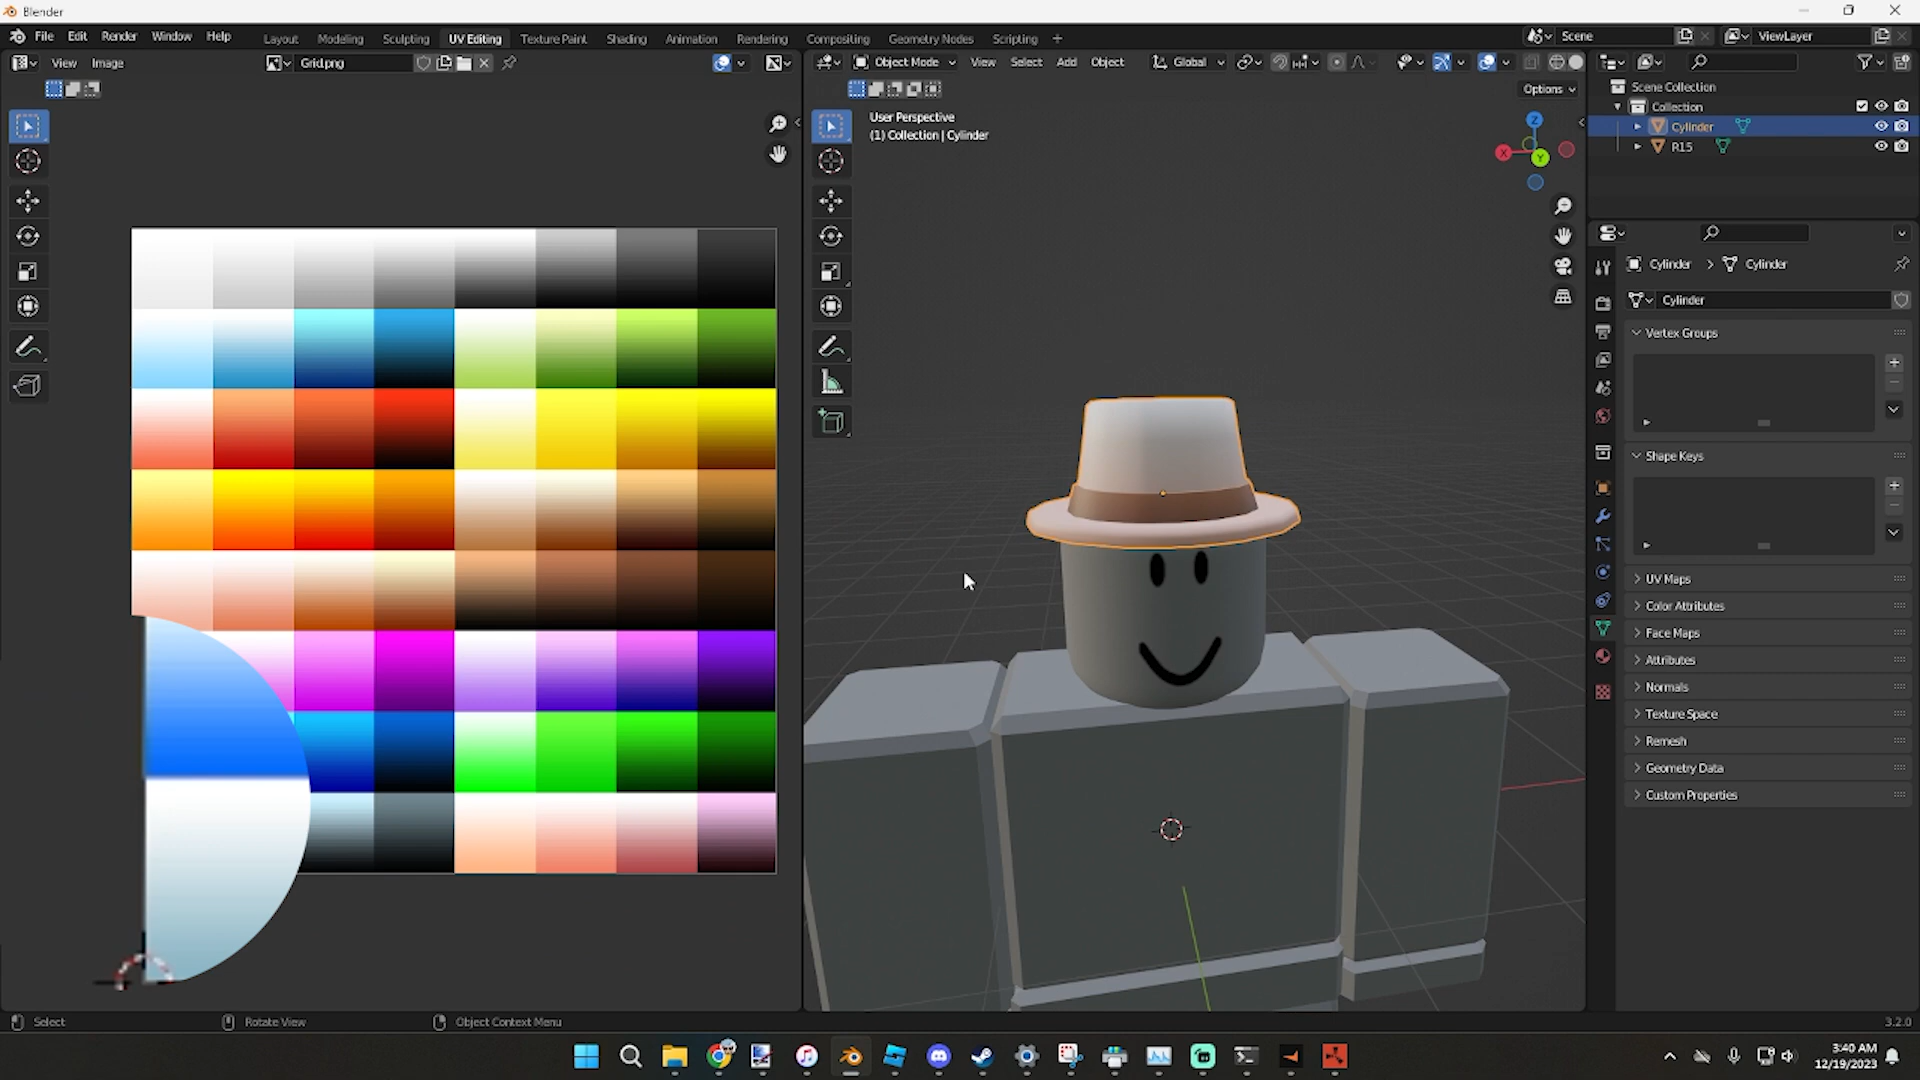 Blender
File Edit Render Window Help
Layout Modeling Sculpting UV Editing Texture Paint Shading Animation Rendering Compositing Geometry Nodes Scripting +
Scene
ViewLayer
View Image
Grid.png
Object Mode View Select Add Object Global
Options
User Perspective
(1) Collection | Cylinder
Z
X
Y
Scene Collection
Collection
Cylinder
R15
Cylinder > Cylinder
Cylinder
Vertex Groups
Shape Keys
UV Maps
Color Attributes
Face Maps
Attributes
Normals
Texture Space
Remesh
Geometry Data
Custom Properties
Select Rotate View Object Context Menu
3.2.0
3:40 AM
12/19/2023